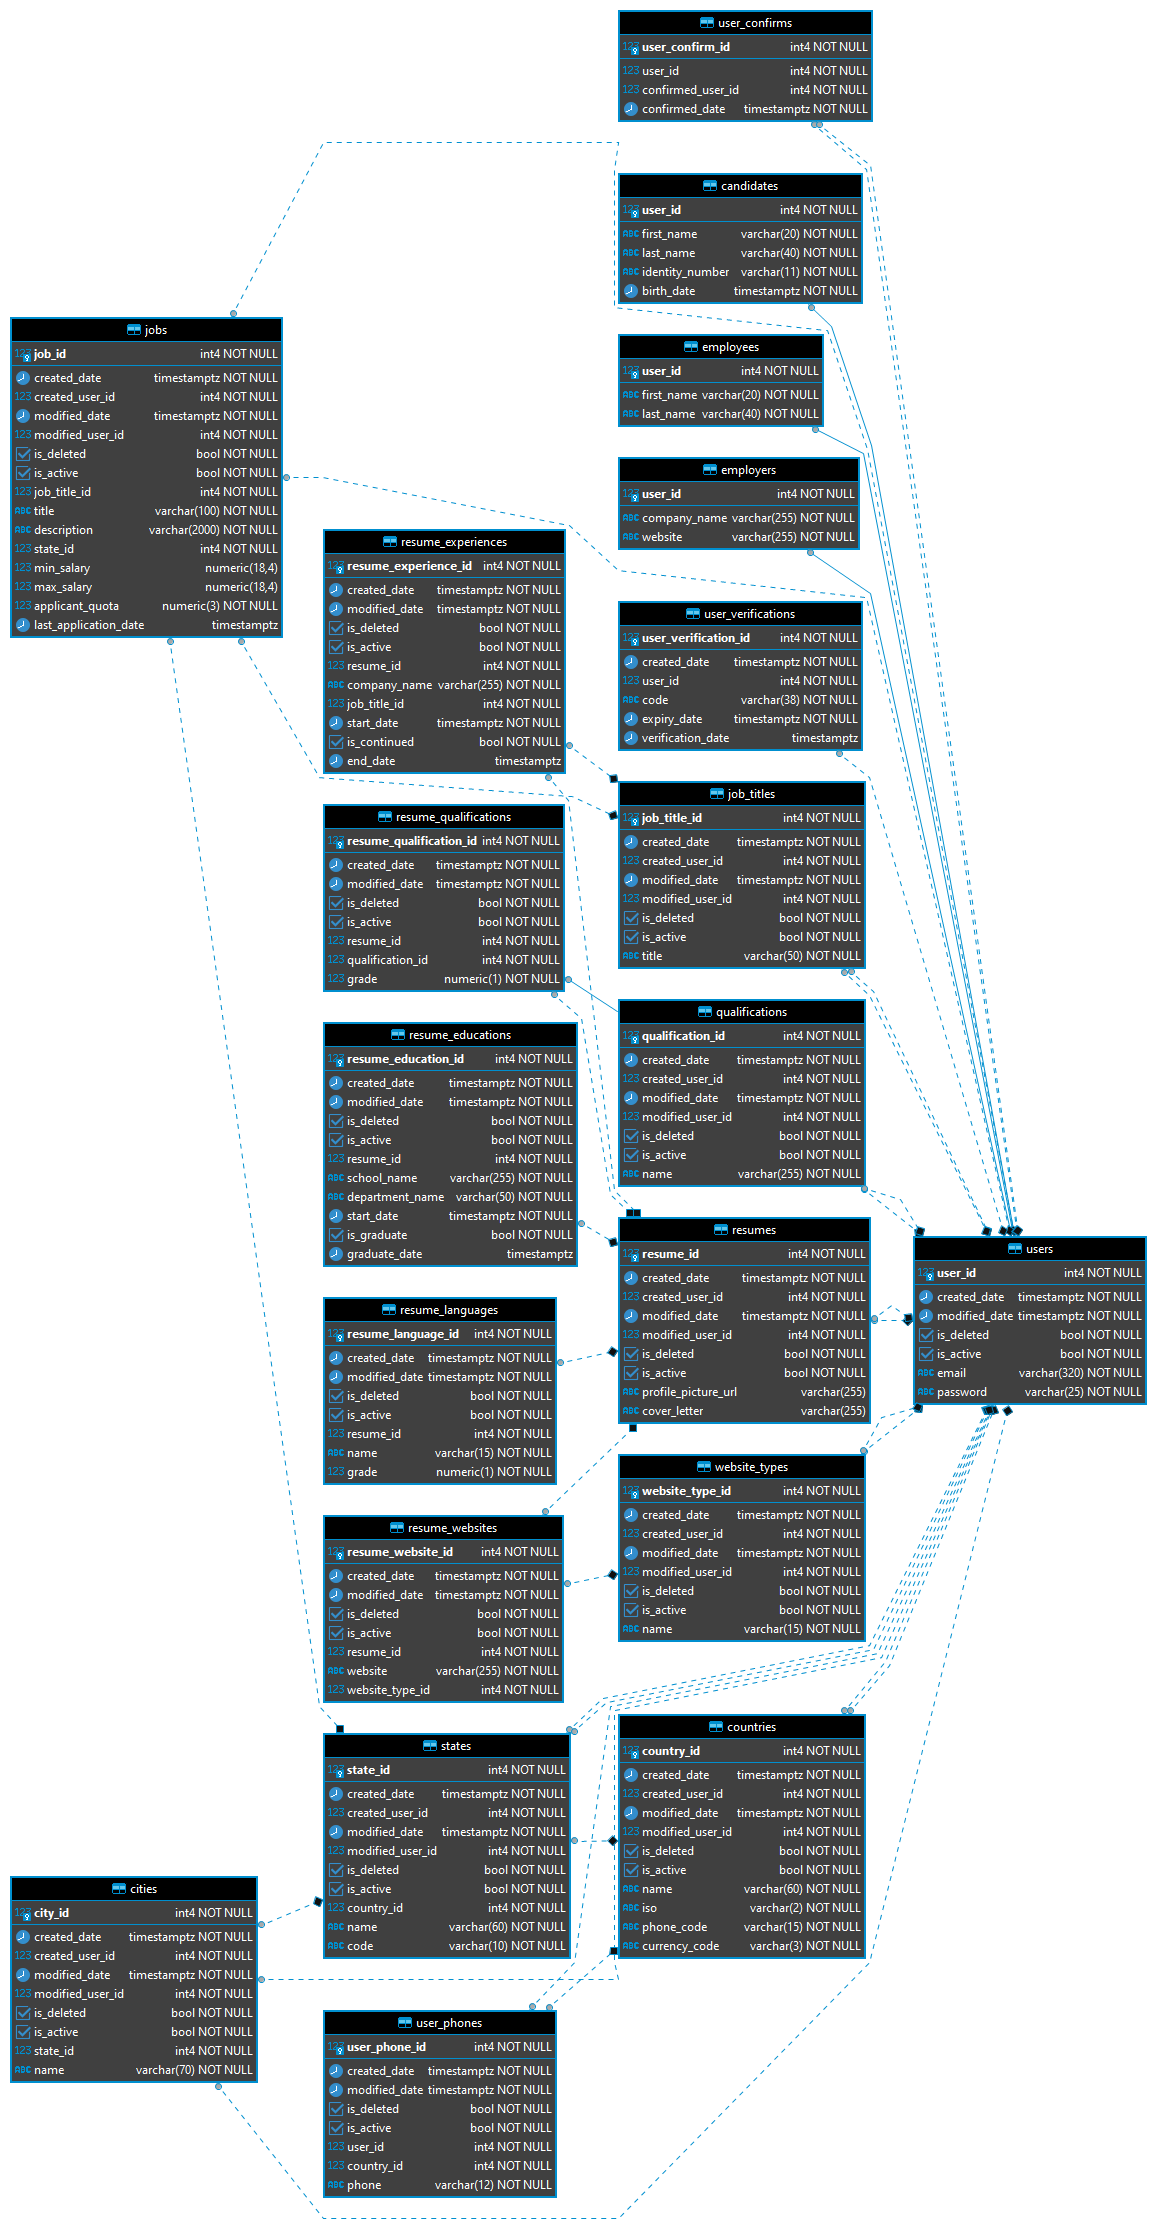 user_confirms
user_confirm_id int4 NOT NULL
user_id int4 NOT NULL
confirmed_user_id int4 NOT NULL
confirmed_date timestamptz NOT NULL
candidates
user_id int4 NOT NULL
first_name varchar(20) NOT NULL
last_name varchar(40) NOT NULL
identity_number varchar(11) NOT NULL
birth_date timestamptz NOT NULL
jobs
job_id int4 NOT NULL
created_date timestamptz NOT NULL
created_user_id int4 NOT NULL
modified_date timestamptz NOT NULL
modified_user_id int4 NOT NULL
is_deleted bool NOT NULL
is_active bool NOT NULL
job_title_id int4 NOT NULL
title varchar(100) NOT NULL
description varchar(2000) NOT NULL
state_id int4 NOT NULL
min_salary numeric(18,4)
max_salary numeric(18,4)
applicant_quota numeric(3) NOT NULL
last_application_date timestamptz
employees
user_id int4 NOT NULL
first_name varchar(20) NOT NULL
last_name varchar(40) NOT NULL
employers
user_id int4 NOT NULL
company_name varchar(255) NOT NULL
website varchar(255) NOT NULL
resume_experiences
resume_experience_id int4 NOT NULL
created_date timestamptz NOT NULL
modified_date timestamptz NOT NULL
is_deleted bool NOT NULL
is_active bool NOT NULL
resume_id int4 NOT NULL
company_name varchar(255) NOT NULL
job_title_id int4 NOT NULL
start_date timestamptz NOT NULL
is_continued bool NOT NULL
end_date timestamptz
user_verifications
user_verification_id int4 NOT NULL
created_date timestamptz NOT NULL
user_id int4 NOT NULL
code varchar(38) NOT NULL
expiry_date timestamptz NOT NULL
verification_date timestamptz
job_titles
job_title_id int4 NOT NULL
created_date timestamptz NOT NULL
created_user_id int4 NOT NULL
modified_date timestamptz NOT NULL
modified_user_id int4 NOT NULL
is_deleted bool NOT NULL
is_active bool NOT NULL
title varchar(50) NOT NULL
resume_qualifications
resume_qualification_id int4 NOT NULL
created_date timestamptz NOT NULL
modified_date timestamptz NOT NULL
is_deleted bool NOT NULL
is_active bool NOT NULL
resume_id int4 NOT NULL
qualification_id int4 NOT NULL
grade numeric(1) NOT NULL
qualifications
qualification_id int4 NOT NULL
created_date timestamptz NOT NULL
created_user_id int4 NOT NULL
modified_date timestamptz NOT NULL
modified_user_id int4 NOT NULL
is_deleted bool NOT NULL
is_active bool NOT NULL
name varchar(255) NOT NULL
resume_educations
resume_education_id int4 NOT NULL
created_date timestamptz NOT NULL
modified_date timestamptz NOT NULL
is_deleted bool NOT NULL
is_active bool NOT NULL
resume_id int4 NOT NULL
school_name varchar(255) NOT NULL
department_name varchar(50) NOT NULL
start_date timestamptz NOT NULL
is_graduate bool NOT NULL
graduate_date timestamptz
resumes
resume_id int4 NOT NULL
created_date timestamptz NOT NULL
created_user_id int4 NOT NULL
modified_date timestamptz NOT NULL
modified_user_id int4 NOT NULL
is_deleted bool NOT NULL
is_active bool NOT NULL
profile_picture_url varchar(255)
cover_letter varchar(255)
users
user_id int4 NOT NULL
created_date timestamptz NOT NULL
modified_date timestamptz NOT NULL
is_deleted bool NOT NULL
is_active bool NOT NULL
email varchar(320) NOT NULL
password varchar(25) NOT NULL
resume_languages
resume_language_id int4 NOT NULL
created_date timestamptz NOT NULL
modified_date timestamptz NOT NULL
is_deleted bool NOT NULL
is_active bool NOT NULL
resume_id int4 NOT NULL
name varchar(15) NOT NULL
grade numeric(1) NOT NULL
website_types
website_type_id int4 NOT NULL
created_date timestamptz NOT NULL
created_user_id int4 NOT NULL
modified_date timestamptz NOT NULL
modified_user_id int4 NOT NULL
is_deleted bool NOT NULL
is_active bool NOT NULL
name varchar(15) NOT NULL
resume_websites
resume_website_id int4 NOT NULL
created_date timestamptz NOT NULL
modified_date timestamptz NOT NULL
is_deleted bool NOT NULL
is_active bool NOT NULL
resume_id int4 NOT NULL
website varchar(255) NOT NULL
website_type_id int4 NOT NULL
countries
country_id int4 NOT NULL
created_date timestamptz NOT NULL
created_user_id int4 NOT NULL
modified_date timestamptz NOT NULL
modified_user_id int4 NOT NULL
is_deleted bool NOT NULL
is_active bool NOT NULL
name varchar(60) NOT NULL
iso varchar(2) NOT NULL
phone_code varchar(15) NOT NULL
currency_code varchar(3) NOT NULL
states
state_id int4 NOT NULL
created_date timestamptz NOT NULL
created_user_id int4 NOT NULL
modified_date timestamptz NOT NULL
modified_user_id int4 NOT NULL
is_deleted bool NOT NULL
is_active bool NOT NULL
country_id int4 NOT NULL
name varchar(60) NOT NULL
code varchar(10) NOT NULL
cities
city_id int4 NOT NULL
created_date timestamptz NOT NULL
created_user_id int4 NOT NULL
modified_date timestamptz NOT NULL
modified_user_id int4 NOT NULL
is_deleted bool NOT NULL
is_active bool NOT NULL
state_id int4 NOT NULL
name varchar(70) NOT NULL
user_phones
user_phone_id int4 NOT NULL
created_date timestamptz NOT NULL
modified_date timestamptz NOT NULL
is_deleted bool NOT NULL
is_active bool NOT NULL
user_id int4 NOT NULL
country_id int4 NOT NULL
phone varchar(12) NOT NULL